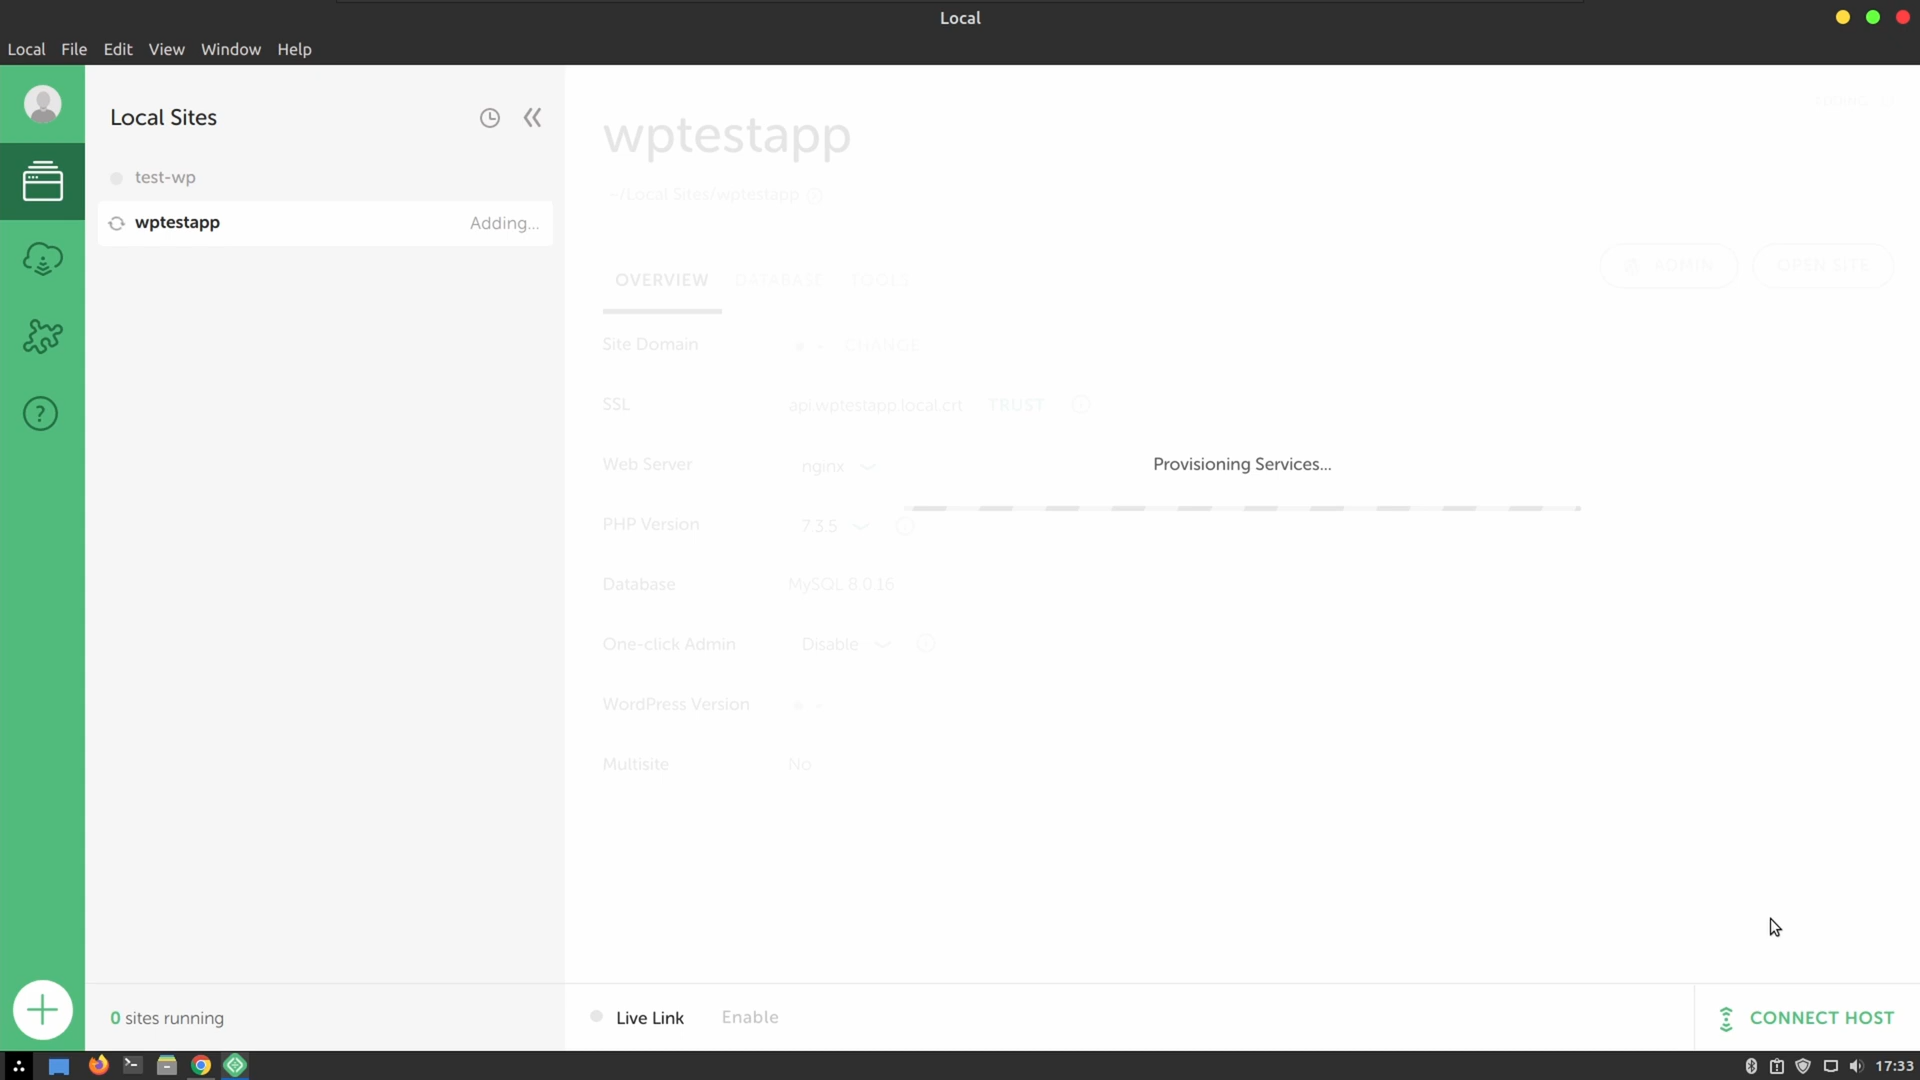 Local
Local File Edit View Window Help
Local Sites
test-wp
wptestapp Adding...
0 sites running
wptestapp
~/Local Sites/wptestapp
OVERVIEW DATABASE TOOLS
ADMIN OPEN SITE
Site Domain CHANGE
SSL api.wptestapp.local.crt TRUST
Web Server nginx
Provisioning Services...
PHP Version 7.3.5
Database MySQL 8.0.16
One-click Admin Disable
WordPress Version
Multisite No
Live Link Enable
CONNECT HOST
17:33